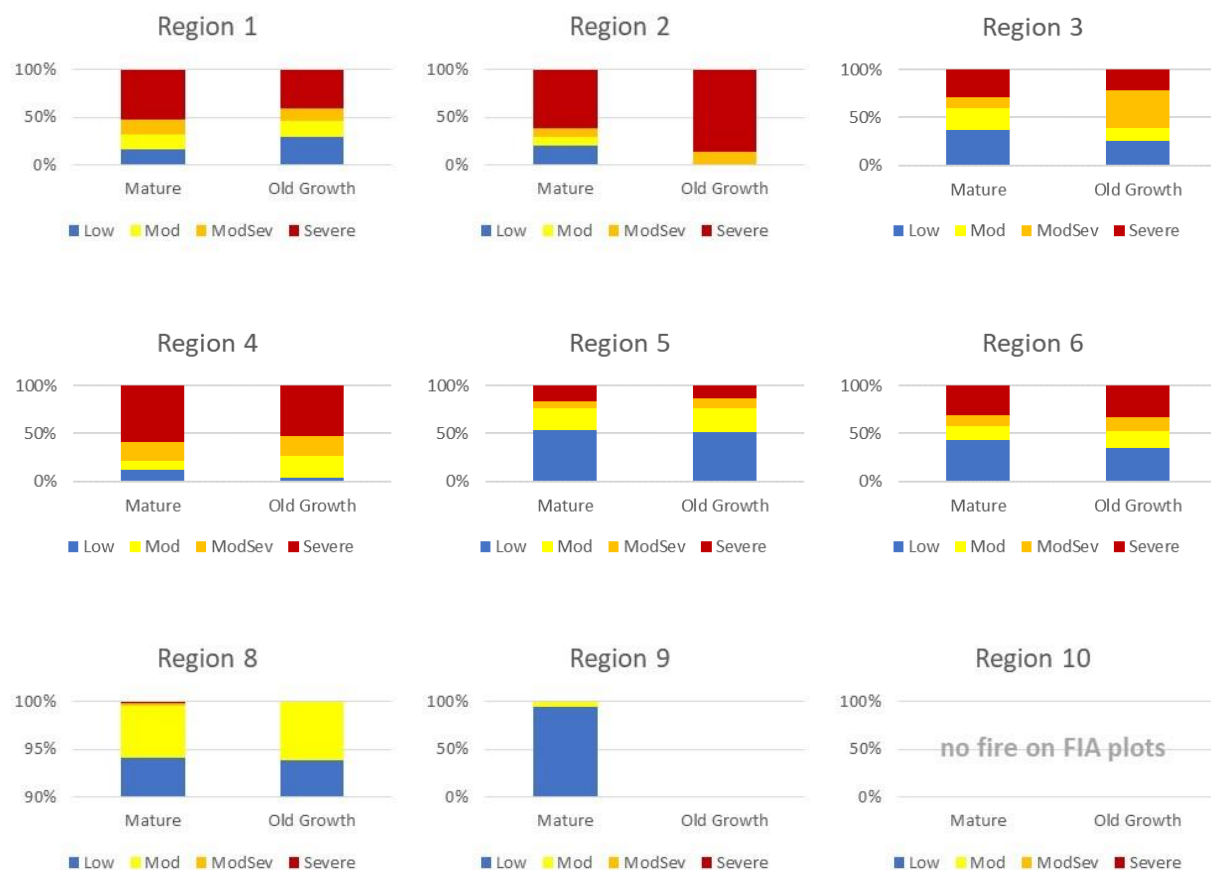 Region 1
100%
50%
0%
Mature Old Growth
Low Mod ModSev Severe
Region 2
100%
50%
0%
Mature Old Growth
Low Mod ModSev Severe
Region 3
100%
50%
0%
Mature Old Growth
Low Mod ModSev Severe
Region 4
100%
50%
0%
Mature Old Growth
Low Mod ModSev Severe
Region 5
100%
50%
0%
Mature Old Growth
Low Mod ModSev Severe
Region 6
100%
50%
0%
Mature Old Growth
Low Mod ModSev Severe
Region 8
100%
95%
90%
Mature Old Growth
Low Mod ModSev Severe
Region 9
100%
50%
0%
Mature Old Growth
Low Mod ModSev Severe
Region 10
100%
50%
no fire on FIA plots
0%
Mature Old Growth
Low Mod ModSev Severe